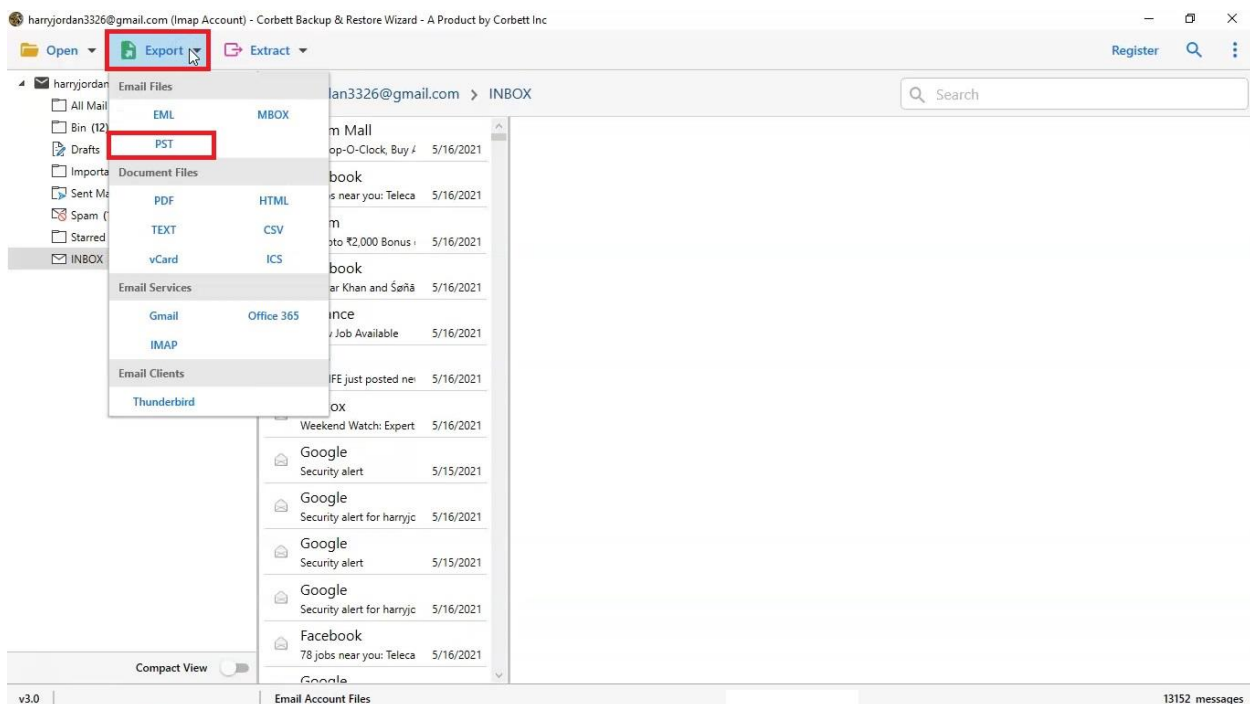 harryjordan3326@gmail.com (Imap Account) - Corbett Backup & Restore Wizard - A Product by Corbett Inc
Open Export Extract Register
harryjordan
All Mail
Bin (12)
Drafts
Importa
Sent Ma
Spam (
Starred
INBOX
Email Files
EML MBOX
PST
Document Files
PDF HTML
TEXT CSV
vCard ICS
Email Services
Gmail Office 365
IMAP
Email Clients
Thunderbird
dan3326@gmail.com > INBOX
Search
m Mall
op-O-Clock, Buy 5/16/2021
book
s near you: Teleca 5/16/2021
m
pto ₹2,000 Bonus 5/16/2021
book
ar Khan and Śøñā 5/16/2021
ance
Job Available 5/16/2021
IFE just posted ne 5/16/2021
ox
Weekend Watch: Expert 5/16/2021
Google
Security alert 5/15/2021
Google
Security alert for harryjo 5/16/2021
Google
Security alert 5/15/2021
Google
Security alert for harryjo 5/16/2021
Facebook
78 jobs near you: Teleca 5/16/2021
Google
Compact View
v3.0 Email Account Files 13152 messages